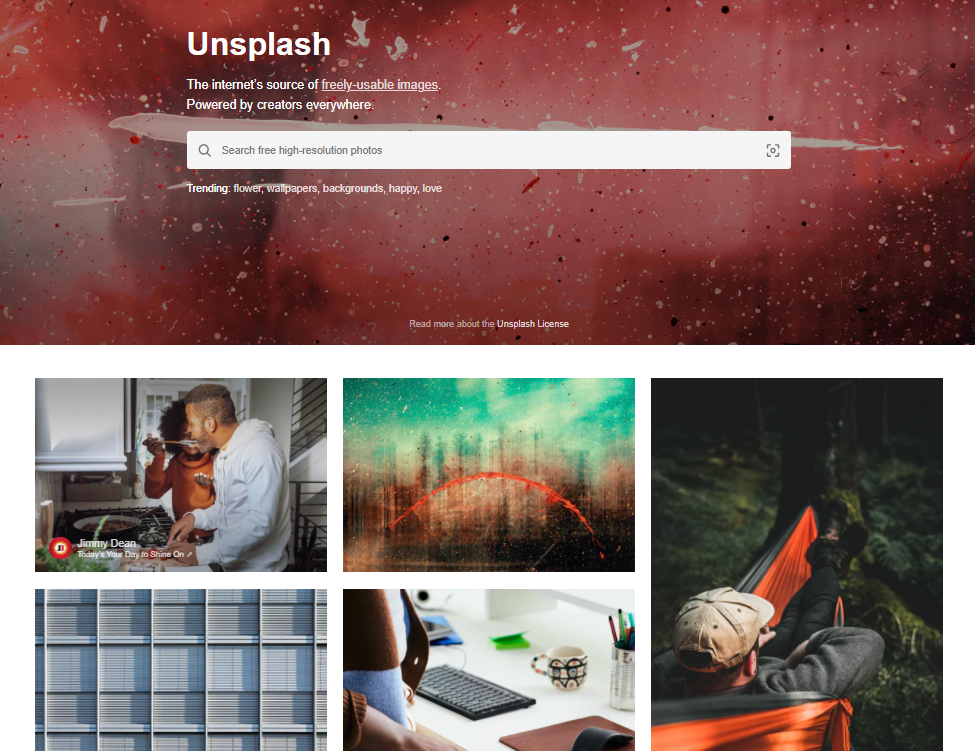 Unsplash
The internet's source of freely-usable images.
Powered by creators everywhere.
Search free high-resolution photos
Trending: flower, wallpapers, backgrounds, happy, love
Read more about the Unsplash License
Jimmy Dean
Today's Your Day to Shine On ↗